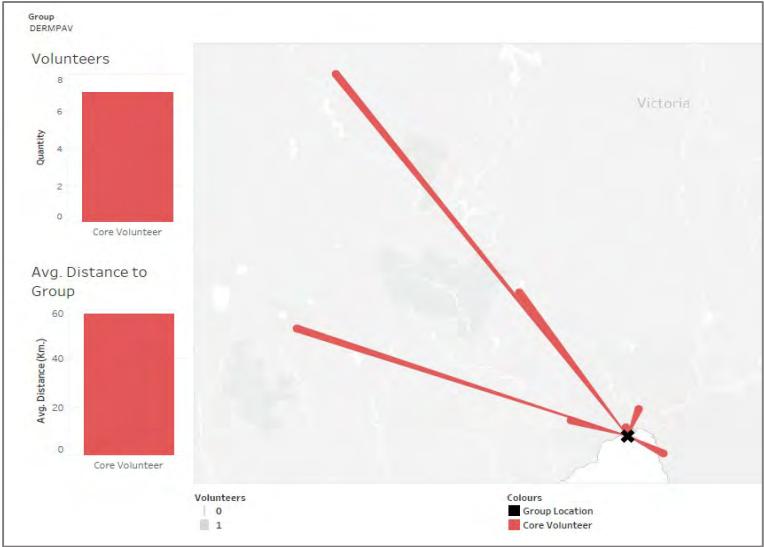 Group
DERMPAV
Volunteers
8
6
4
2
0
Quantity
Core Volunteer
Avg. Distance to
Group
60
40
20
0
Avg. Distance (Km.)
Core Volunteer
Victoria
Volunteers
0
1
Colours
Group Location
Core Volunteer